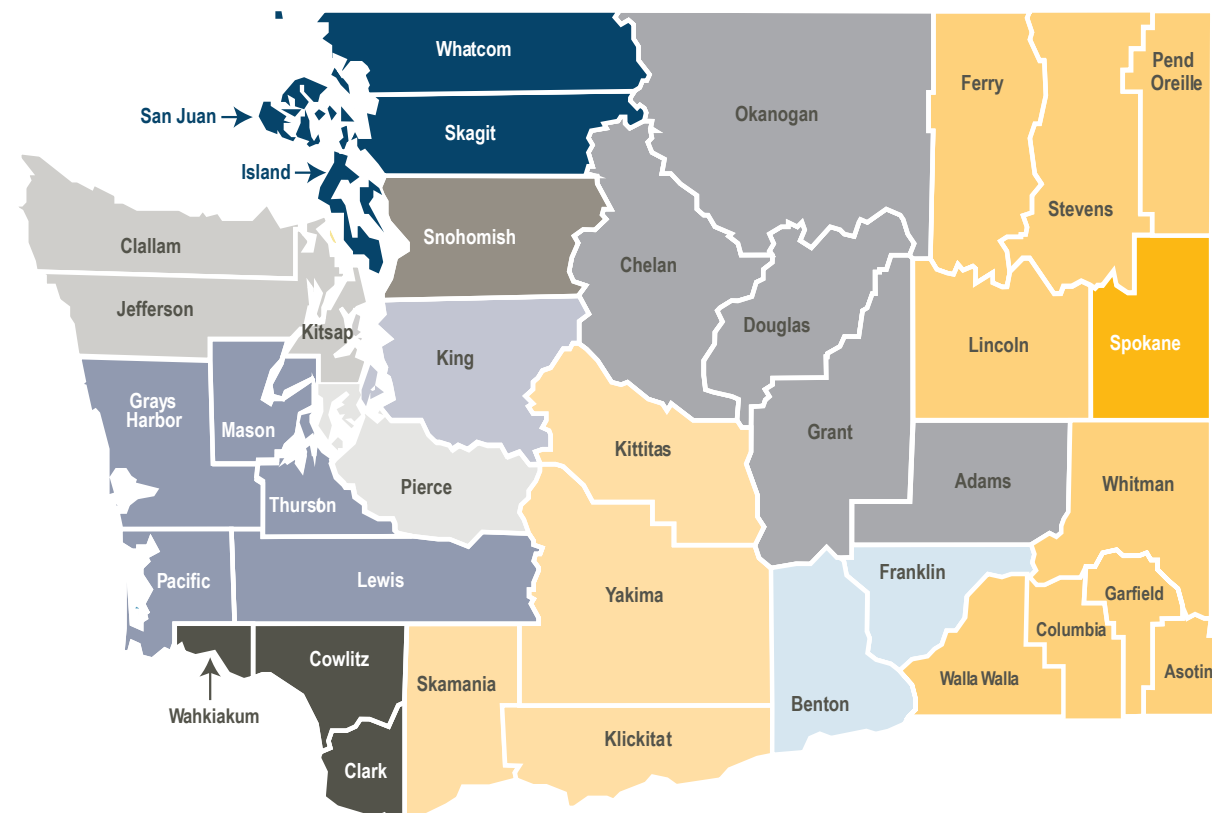 Whatcom
Pend
Oreille
Ferry
Okanogan
San Juan
Skagit
Island
Stevens
Snohomish
Clallam
Chelan
Jefferson
Douglas
Kitsap
Lincoln
Spokane
King
Grays
Harbor
Mason
Grant
Kittitas
Adams
Whitman
Pierce
Thurston
Franklin
Pacific
Lewis
Yakima
Garfield
Columbia
Cowlitz
Asotin
Walla Walla
Skamania
Benton
Wahkiakum
Klickitat
Clark